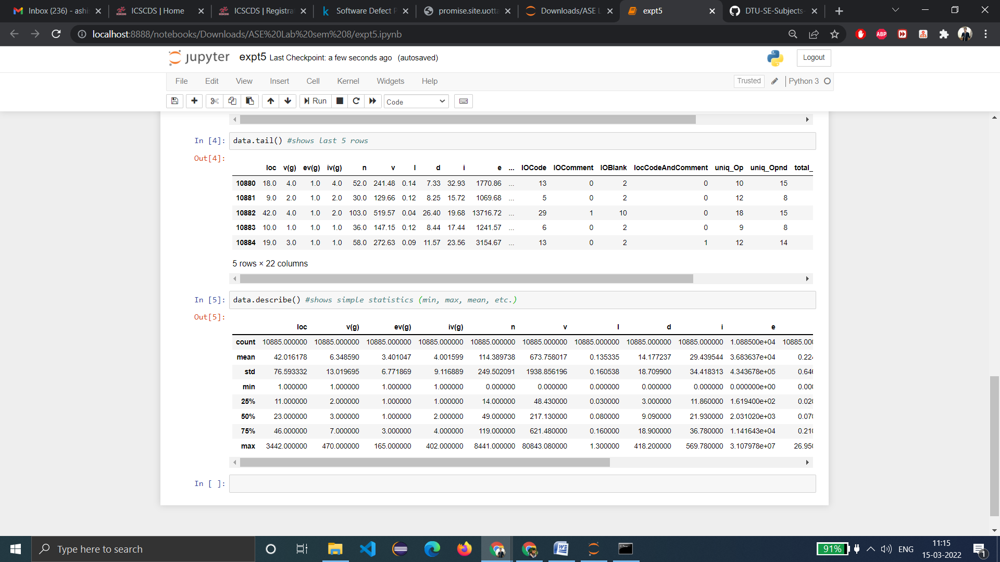 Inbox (236) - ashi
ICSCDS | Home
ICSCDS | Registra
Software Defect P
promise.site.uotta
Downloads/ASE L
expt5
DTU-SE-Subjects-
localhost:8888/notebooks/Downloads/ASE%20Lab%20sem%208/expt5.ipynb
ABP
jupyter expt5 Last Checkpoint: a few seconds ago (autosaved)
Logout
File Edit View Insert Cell Kernel Widgets Help
Trusted Python 3
Run Code
In [4]: data.tail() #shows last 5 rows
Out[4]:
loc v(g) ev(g) iv(g) n v l d i e ... lOCode lOComment lOBlank locCodeAndComment uniq_Op uniq_Opnd total_
10880 18.0 4.0 1.0 4.0 52.0 241.48 0.14 7.33 32.93 1770.86 ... 13 0 2 0 10 15
10881 9.0 2.0 1.0 2.0 30.0 129.66 0.12 8.25 15.72 1069.68 ... 5 0 2 0 12 8
10882 42.0 4.0 1.0 2.0 103.0 519.57 0.04 26.40 19.68 13716.72 ... 29 1 10 0 18 15
10883 10.0 1.0 1.0 1.0 36.0 147.15 0.12 8.44 17.44 1241.57 ... 6 0 2 0 9 8
10884 19.0 3.0 1.0 1.0 58.0 272.63 0.09 11.57 23.56 3154.67 ... 13 0 2 1 12 14
5 rows × 22 columns
In [5]: data.describe() #shows simple statistics (min, max, mean, etc.)
Out[5]:
loc v(g) ev(g) iv(g) n v l d i e
count 10885.000000 10885.000000 10885.000000 10885.000000 10885.000000 10885.000000 10885.000000 10885.000000 10885.000000 1.088500e+04 10885.000
mean 42.016178 6.348590 3.401047 4.001599 114.389738 673.758017 0.135335 14.177237 29.439544 3.683637e+04 0.224
std 76.593332 13.019695 6.771869 9.116889 249.502091 1938.856196 0.160538 18.709900 34.418313 4.343678e+05 0.646
min 1.000000 1.000000 1.000000 1.000000 0.000000 0.000000 0.000000 0.000000 0.000000 0.000000e+00 0.000
25% 11.000000 2.000000 1.000000 1.000000 14.000000 48.430000 0.030000 3.000000 11.860000 1.619400e+02 0.020
50% 23.000000 3.000000 1.000000 2.000000 49.000000 217.130000 0.080000 9.090000 21.930000 2.031020e+03 0.070
75% 46.000000 7.000000 3.000000 4.000000 119.000000 621.480000 0.160000 18.900000 36.780000 1.141643e+04 0.210
max 3442.000000 470.000000 165.000000 402.000000 8441.000000 80843.080000 1.300000 418.200000 569.780000 3.107978e+07 26.950
In [ ]:
Type here to search
91%
ENG
11:15
15-03-2022
1